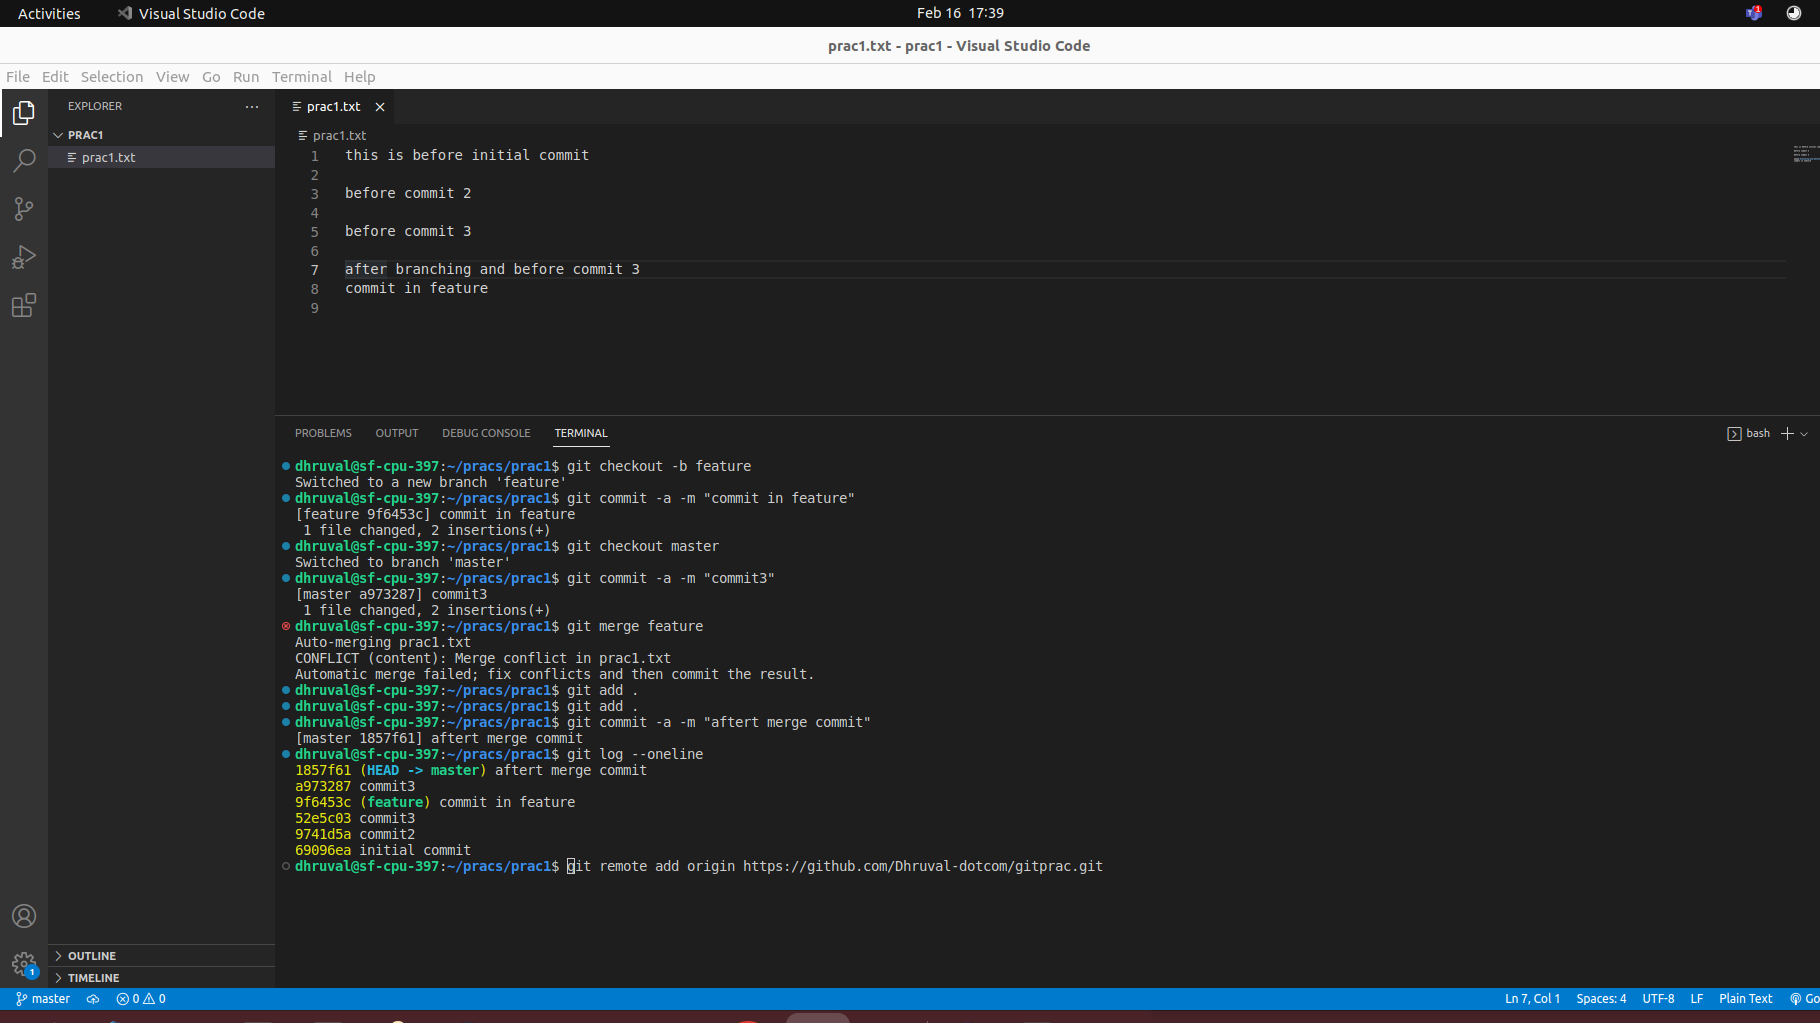 Activities
Visual Studio Code
Feb 16 17:39
1
prac1.txt - prac1 - Visual Studio Code
File Edit Selection View Go Run Terminal Help
EXPLORER
PRAC1
prac1.txt
prac1.txt
prac1.txt
1 this is before initial commit
2
3 before commit 2
4
5 before commit 3
6
7 after branching and before commit 3
8 commit in feature
9
PROBLEMS OUTPUT DEBUG CONSOLE TERMINAL
bash
dhruval@sf-cpu-397:~/pracs/prac1$ git checkout -b feature
Switched to a new branch 'feature'
dhruval@sf-cpu-397:~/pracs/prac1$ git commit -a -m "commit in feature"
[feature 9f6453c] commit in feature
1 file changed, 2 insertions(+)
dhruval@sf-cpu-397:~/pracs/prac1$ git checkout master
Switched to branch 'master'
dhruval@sf-cpu-397:~/pracs/prac1$ git commit -a -m "commit3"
[master a973287] commit3
1 file changed, 2 insertions(+)
dhruval@sf-cpu-397:~/pracs/prac1$ git merge feature
Auto-merging prac1.txt
CONFLICT (content): Merge conflict in prac1.txt
Automatic merge failed; fix conflicts and then commit the result.
dhruval@sf-cpu-397:~/pracs/prac1$ git add .
dhruval@sf-cpu-397:~/pracs/prac1$ git add .
dhruval@sf-cpu-397:~/pracs/prac1$ git commit -a -m "aftert merge commit"
[master 1857f61] aftert merge commit
dhruval@sf-cpu-397:~/pracs/prac1$ git log --oneline
1857f61 (HEAD -> master) aftert merge commit
a973287 commit3
9f6453c (feature) commit in feature
52e5c03 commit3
9741d5a commit2
69096ea initial commit
dhruval@sf-cpu-397:~/pracs/prac1$ git remote add origin https://github.com/Dhruval-dotcom/gitprac.git
OUTLINE
1
TIMELINE
master
0 0
Ln 7, Col 1 Spaces: 4 UTF-8 LF Plain Text Go